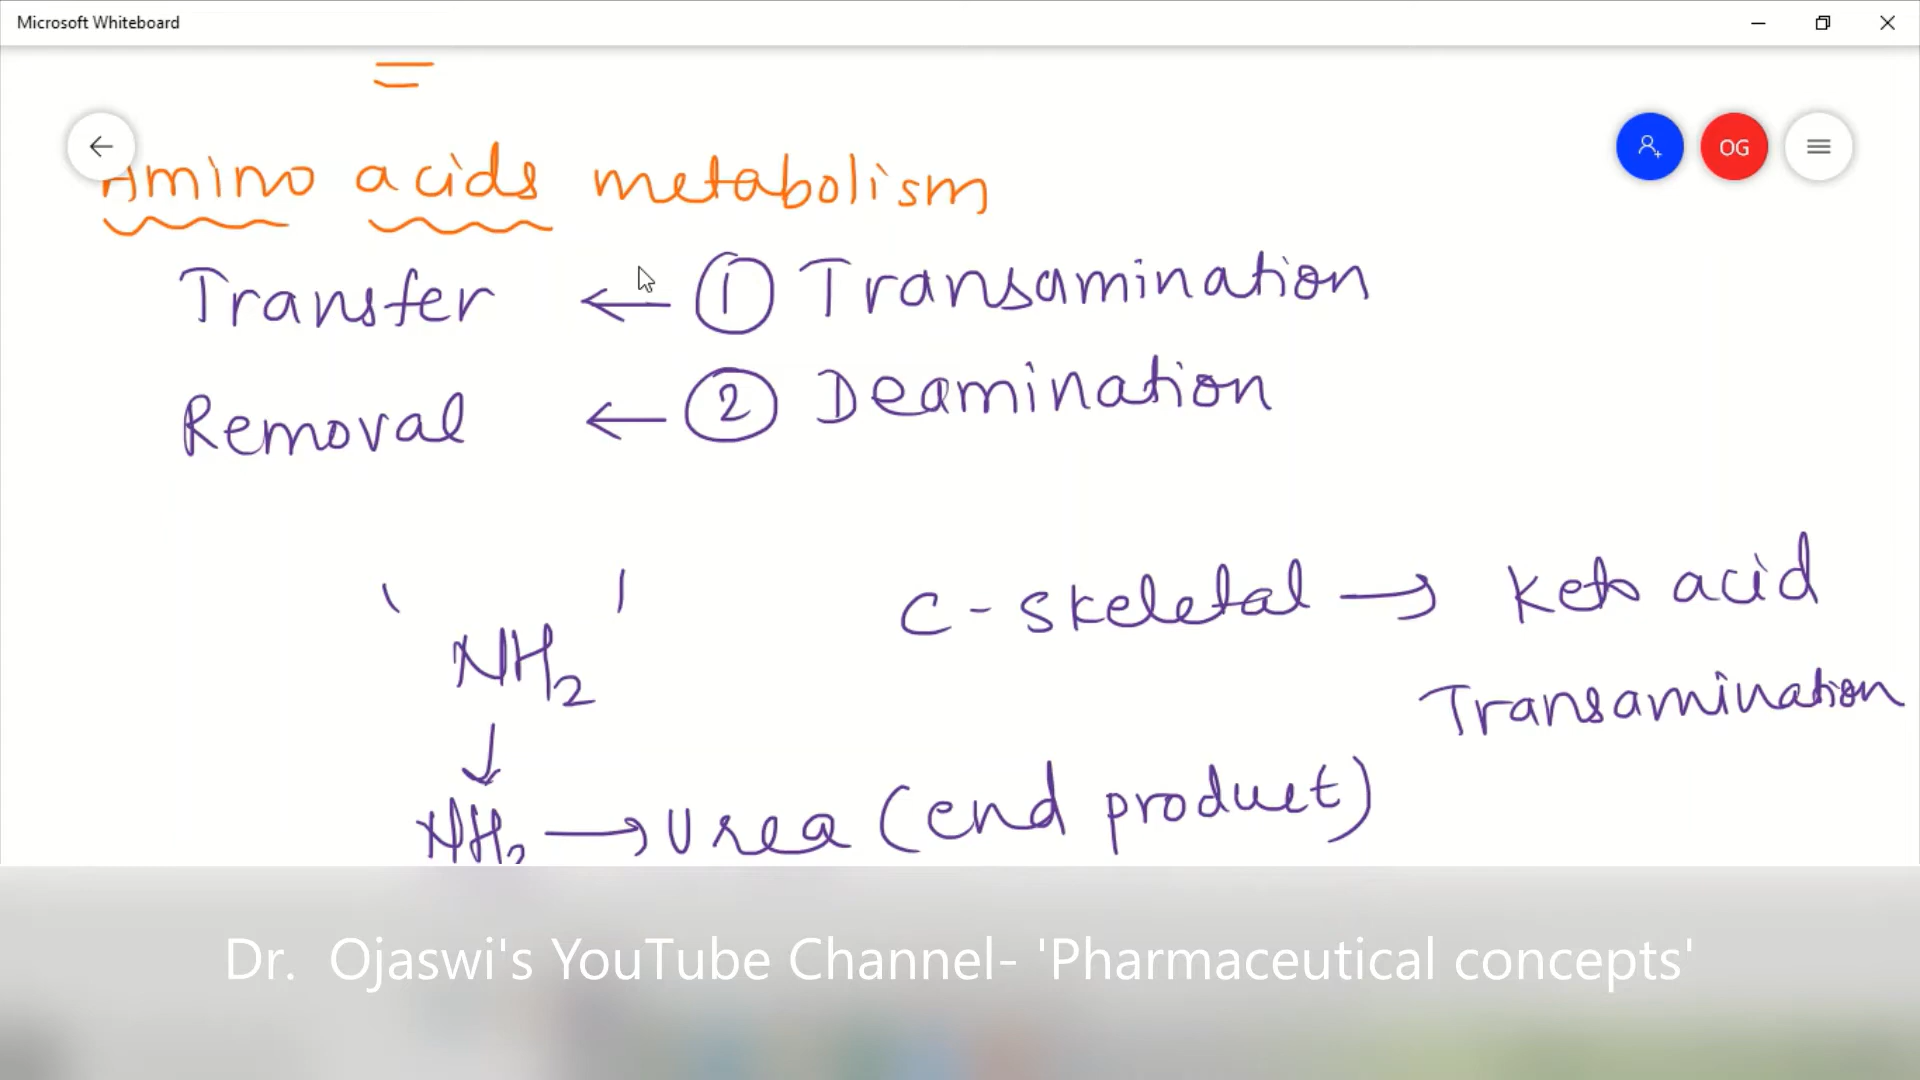 Microsoft Whiteboard
OG
Amino acids metabolism
Transfer ← ① Transamination
Removal ← ② Deamination
C - skeletal → Keto acid
NH2
Transamination
↓
NH2 → Urea (end product)
Dr. Ojaswi's YouTube Channel- 'Pharmaceutical concepts'